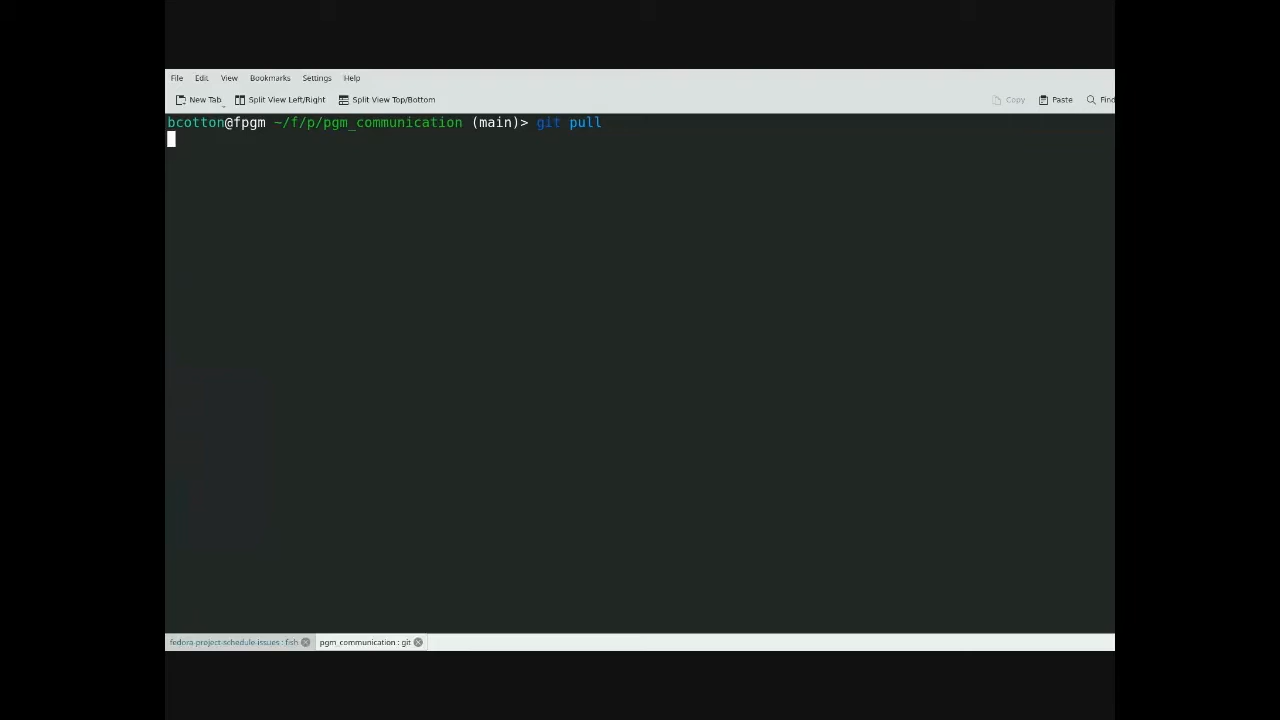 File Edit View Bookmarks Settings Help
New Tab Split View Left/Right Split View Top/Bottom Copy Paste Find
bcotton@fpgm ~/f/p/pgm_communication (main)> git pull
fedora-project-schedule-issues : fish pgm_communication : git